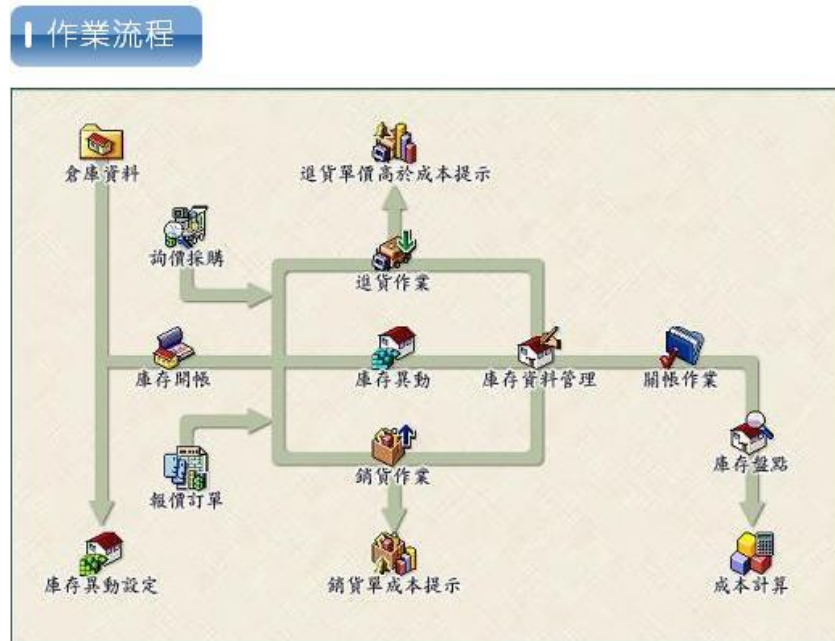 作業流程
倉庫資料
進貨單價高於成本提示
詢價採購
進貨作業
庫存開帳
庫存異動
庫存資料管理
關帳作業
報價訂單
銷貨作業
庫存盤點
庫存異動設定
銷貨單成本提示
成本計算